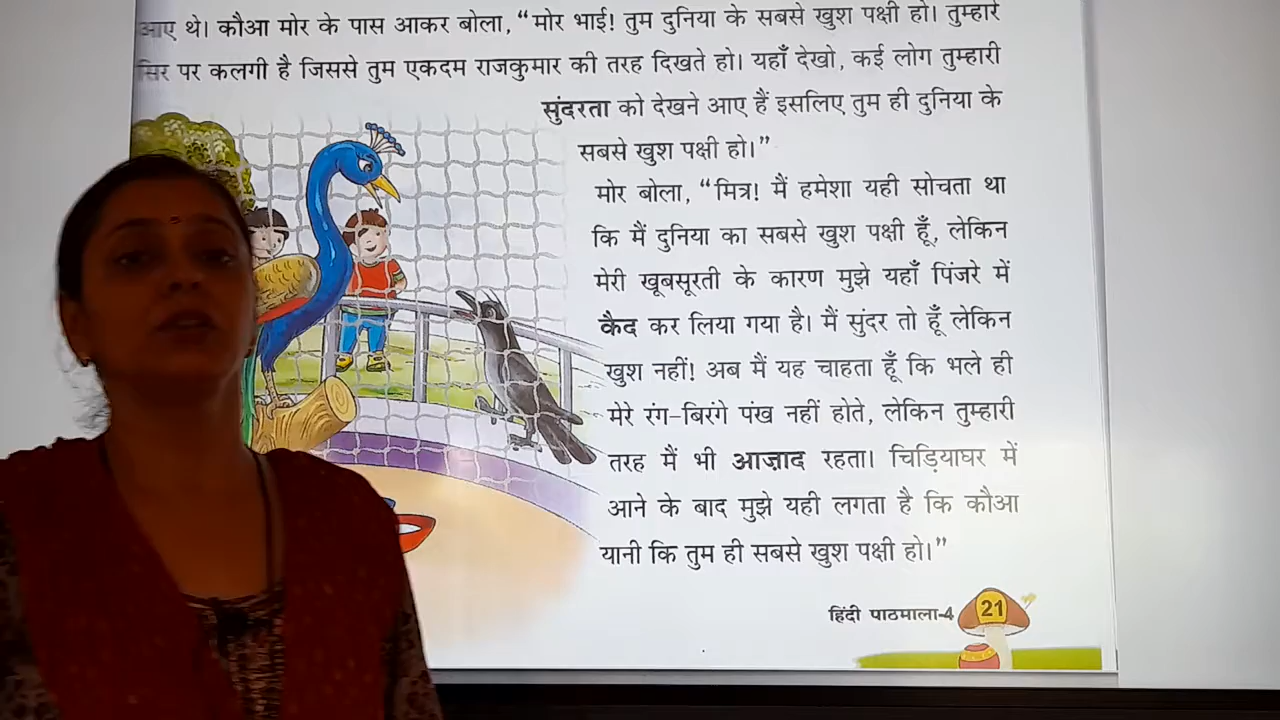 आए थे। कौआ मोर के पास आकर बोला, “मोर भाई! तुम दुनिया के सबसे खुश पक्षी हो। तुम्हारे
सिर पर कलगी है जिससे तुम एकदम राजकुमार की तरह दिखते हो। यहाँ देखो, कई लोग तुम्हारी
सुंदरता को देखने आए हैं इसलिए तुम ही दुनिया के
सबसे खुश पक्षी हो।”
मोर बोला, “मित्र! मैं हमेशा यही सोचता था
कि मैं दुनिया का सबसे खुश पक्षी हूँ, लेकिन
मेरी खूबसूरती के कारण मुझे यहाँ पिंजरे में
कैद कर लिया गया है। मैं सुंदर तो हूँ लेकिन
खुश नहीं! अब मैं यह चाहता हूँ कि भले ही
मेरे रंग-बिरंगे पंख नहीं होते, लेकिन तुम्हारी
तरह मैं भी आज़ाद रहता। चिड़ियाघर में
आने के बाद मुझे यही लगता है कि कौआ
यानी कि तुम ही सबसे खुश पक्षी हो।”
हिंदी पाठमाला-4 21